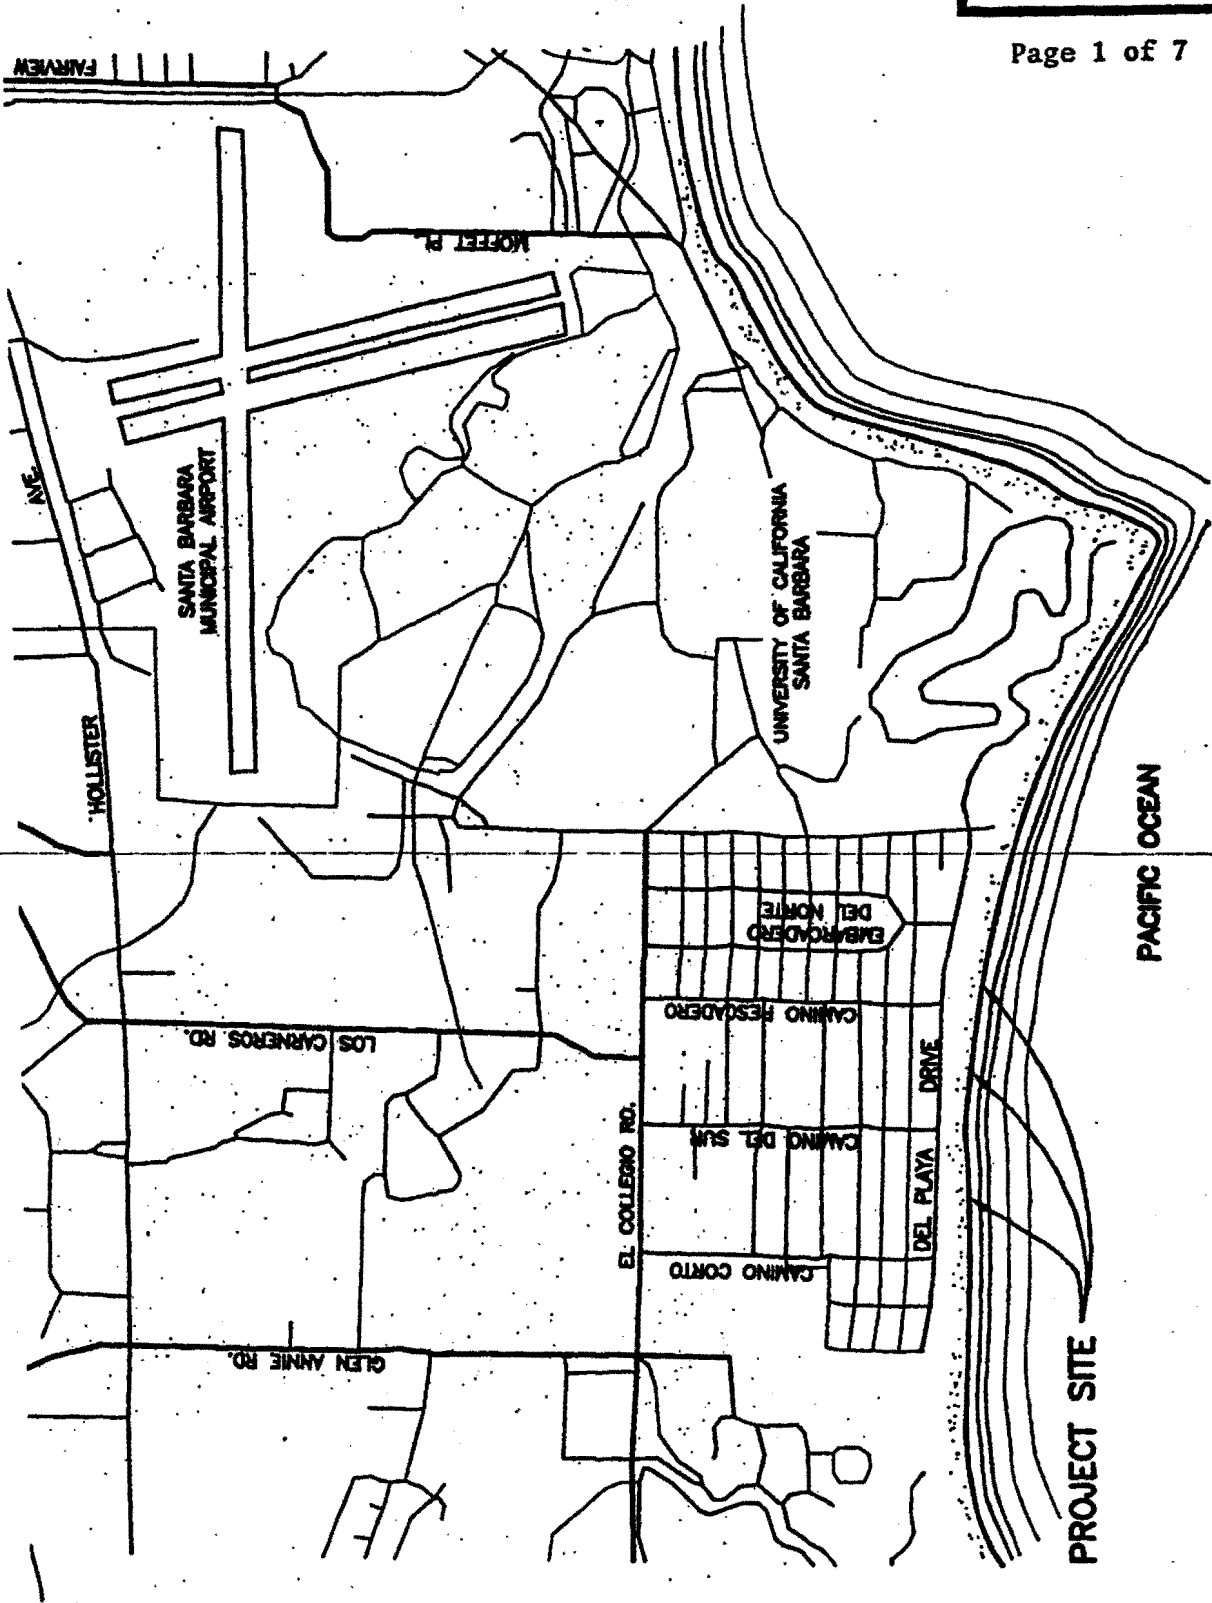 Page 1 of 7
FAIRVIEW
MOFFET PL.
AVE.
SANTA BARBARA
MUNICIPAL AIRPORT
HOLLISTER
UNIVERSITY OF CALIFORNIA
SANTA BARBARA
EMBARCADERO
DEL NORTE
PACIFIC OCEAN
LOS CARNEROS RD.
CAMINO PESCADERO
EL COLLEGIO RD.
CAMINO DEL SUR
DEL PLAYA DRIVE
CAMINO CORTO
GLEN ANNIE RD.
PROJECT SITE